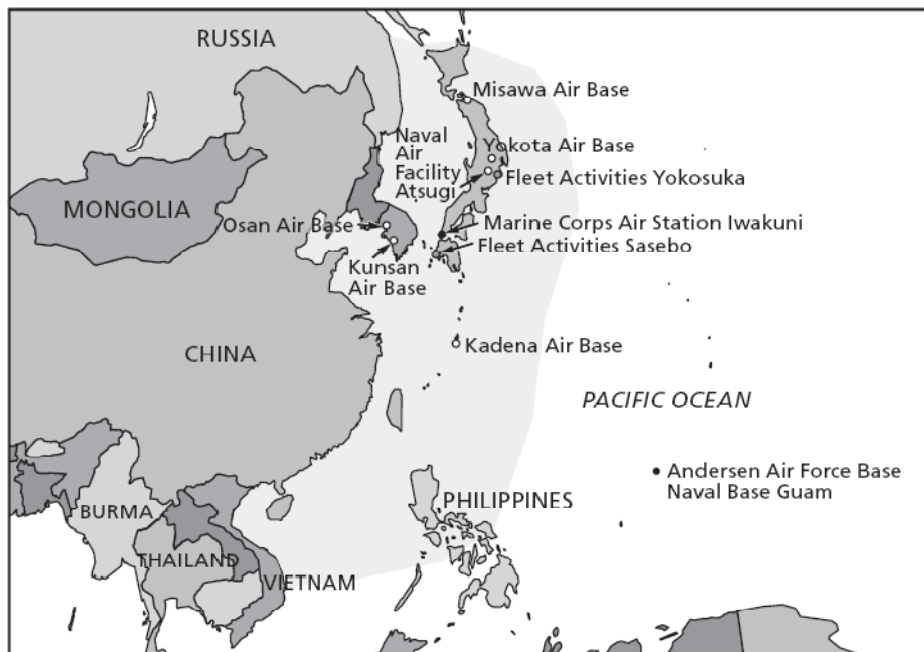 RUSSIA
Misawa Air Base
Naval
Air
Facility
Atsugi
Yokota Air Base
Fleet Activities Yokosuka
MONGOLIA
Osan Air Base
Marine Corps Air Station Iwakuni
Fleet Activities Sasebo
Kunsan
Air Base
CHINA
Kadena Air Base
PACIFIC OCEAN
Andersen Air Force Base
Naval Base Guam
PHILIPPINES
BURMA
THAILAND
VIETNAM